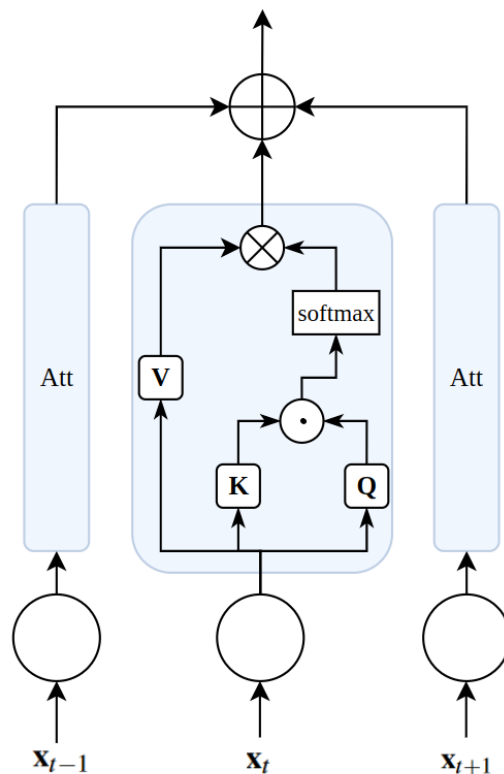 softmax
V
Att
Att
K
Q
x_{t−1}
x_t
x_{t+1}